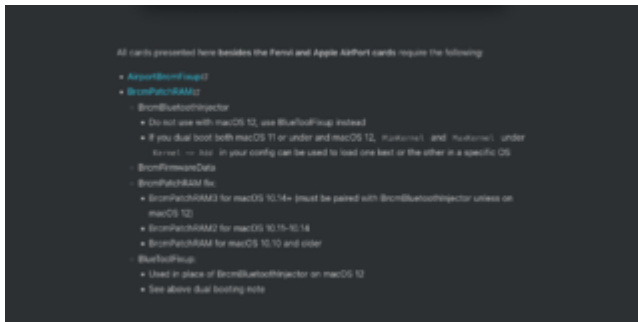 All cards presented here besides the Fenvi and Apple AirPort cards require the following:
AirportBrcmFixup
BrcmPatchRAM
BrcmBluetoothInjector
Do not use with macOS 12, use BlueToolFixup instead
If you dual boot both macOS 11 or under and macOS 12, MinKernel and MaxKernel under
Kernel -> Add in your config can be used to load one kext or the other in a specific OS
BrcmFirmwareData
BrcmPatchRAM fix:
BrcmPatchRAM3 for macOS 10.14+ (must be paired with BrcmBluetoothInjector unless on
macOS 12)
BrcmPatchRAM2 for macOS 10.11-10.14
BrcmPatchRAM for macOS 10.10 and older
BlueToolFixup:
Used in place of BrcmBluetoothInjector on macOS 12
See above dual booting note